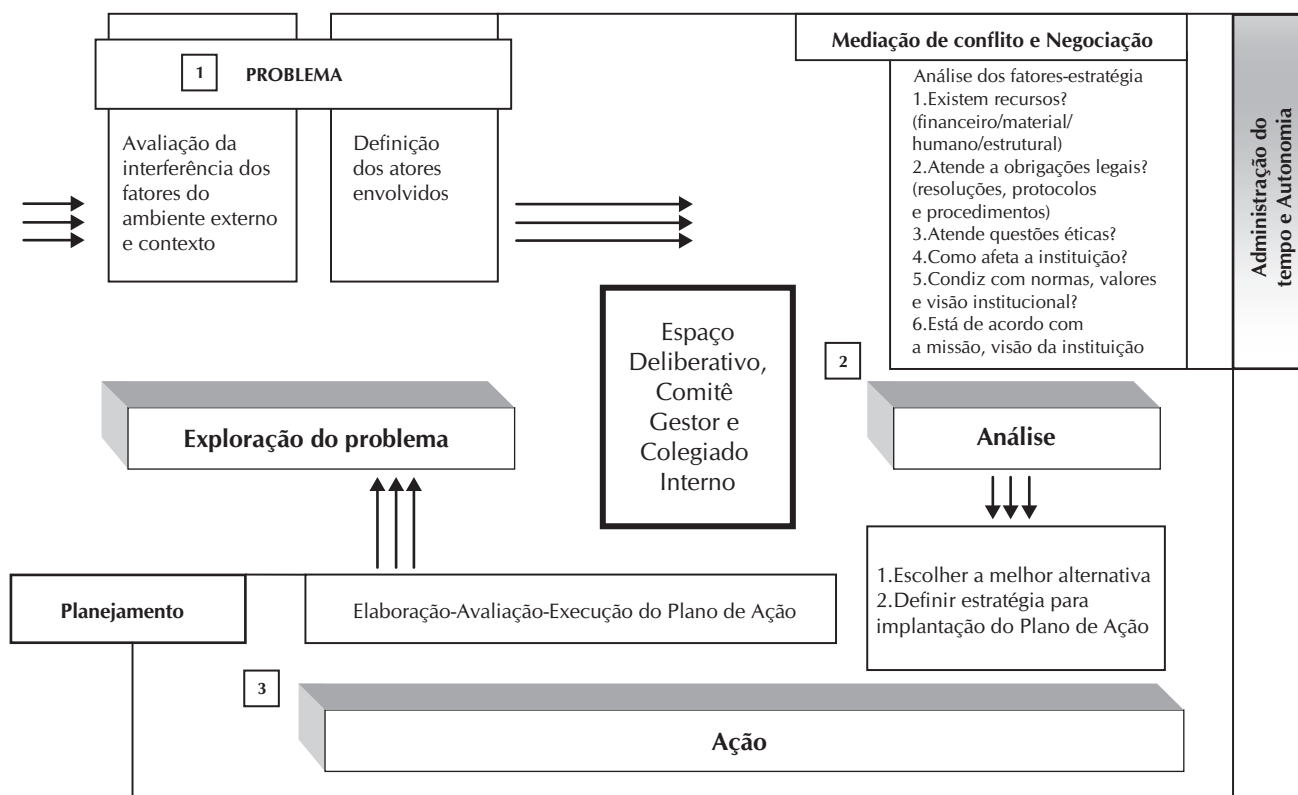 1
PROBLEMA
Avaliação da
interferência dos
fatores do
ambiente externo
e contexto
Definição
dos atores
envolvidos
Mediação de conflito e Negociação
Análise dos fatores-estratégia
1.Existem recursos?
(financeiro/material/
humano/estrutural)
2.Atende a obrigações legais?
(resoluções, protocolos
e procedimentos)
3.Atende questões éticas?
4.Como afeta a instituição?
5.Condiz com normas, valores
e visão institucional?
6.Está de acordo com
a missão, visão da instituição
Administração do
tempo e Autonomia
Espaço
Deliberativo,
Comitê
Gestor e
Colegiado
Interno
Exploração do problema
2
Análise
1.Escolher a melhor alternativa
2.Definir estratégia para
implantação do Plano de Ação
Planejamento
Elaboração-Avaliação-Execução do Plano de Ação
3
Ação